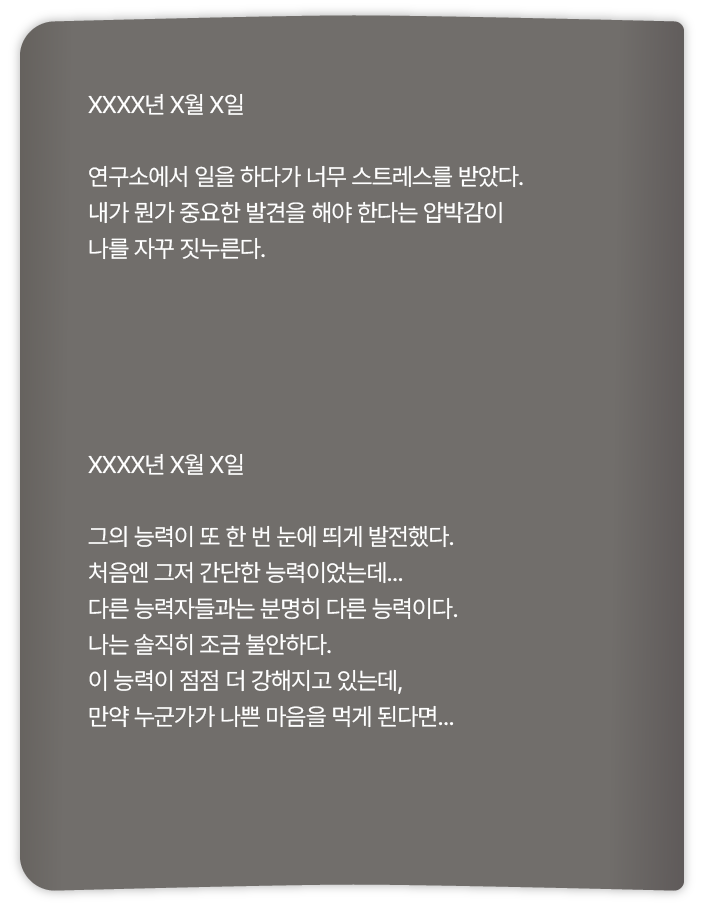 XXXX년 X월 X일
연구소에서 일을 하다가 너무 스트레스를 받았다.
내가 뭔가 중요한 발견을 해야 한다는 압박감이
나를 자꾸 짓누른다.
XXXX년 X월 X일
그의 능력이 또 한 번 눈에 띄게 발전했다.
처음엔 그저 간단한 능력이었는데...
다른 능력자들과는 분명히 다른 능력이다.
나는 솔직히 조금 불안하다.
이 능력이 점점 더 강해지고 있는데,
만약 누군가가 나쁜 마음을 먹게 된다면...